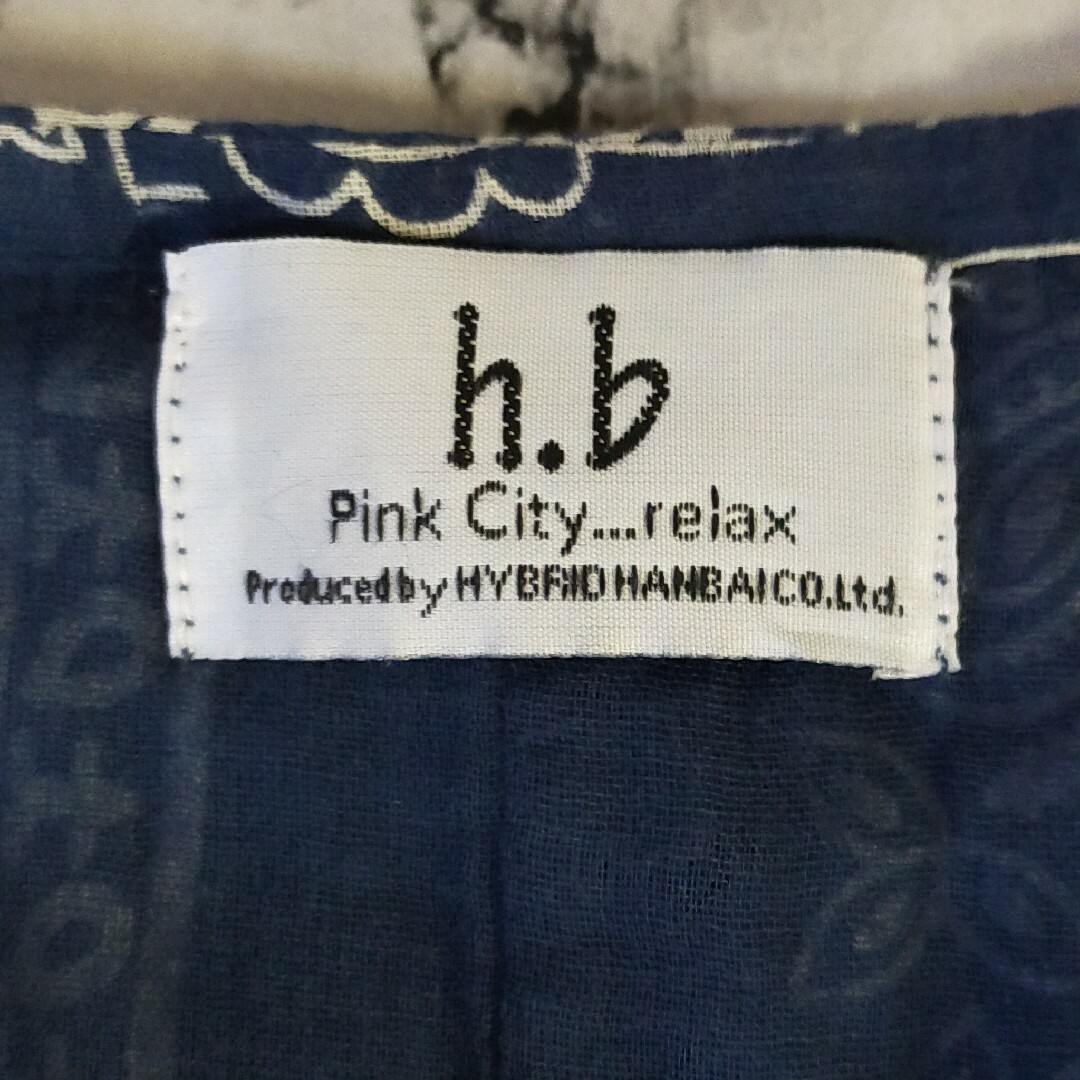 h.b
Pink City...relax
Produced by HYBRID HANBAI CO.Ltd.